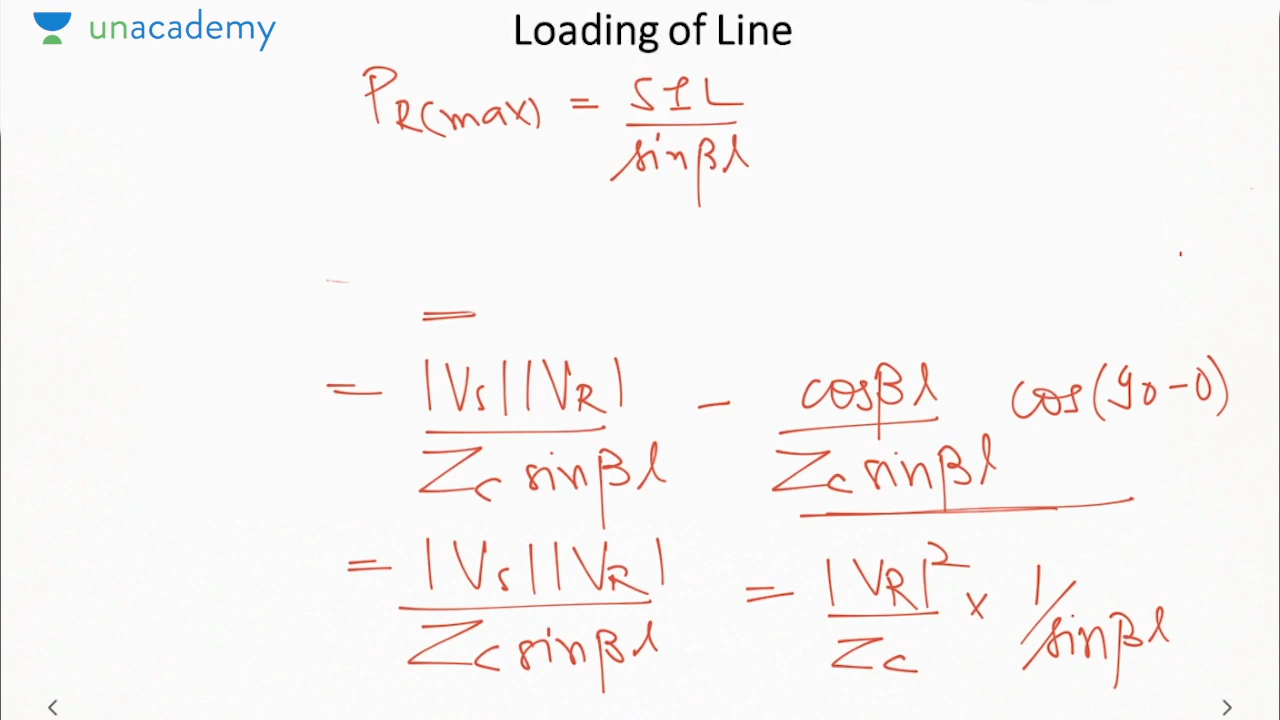 unacademy
Loading of Line
P_R(max) = SIL / sinβl
=
= |Vs||VR| / Zc sinβl - cosβl / Zc sinβl cos(90-0)
= |Vs||VR| / Zc sinβl = |VR|² / Zc × 1/sinβl